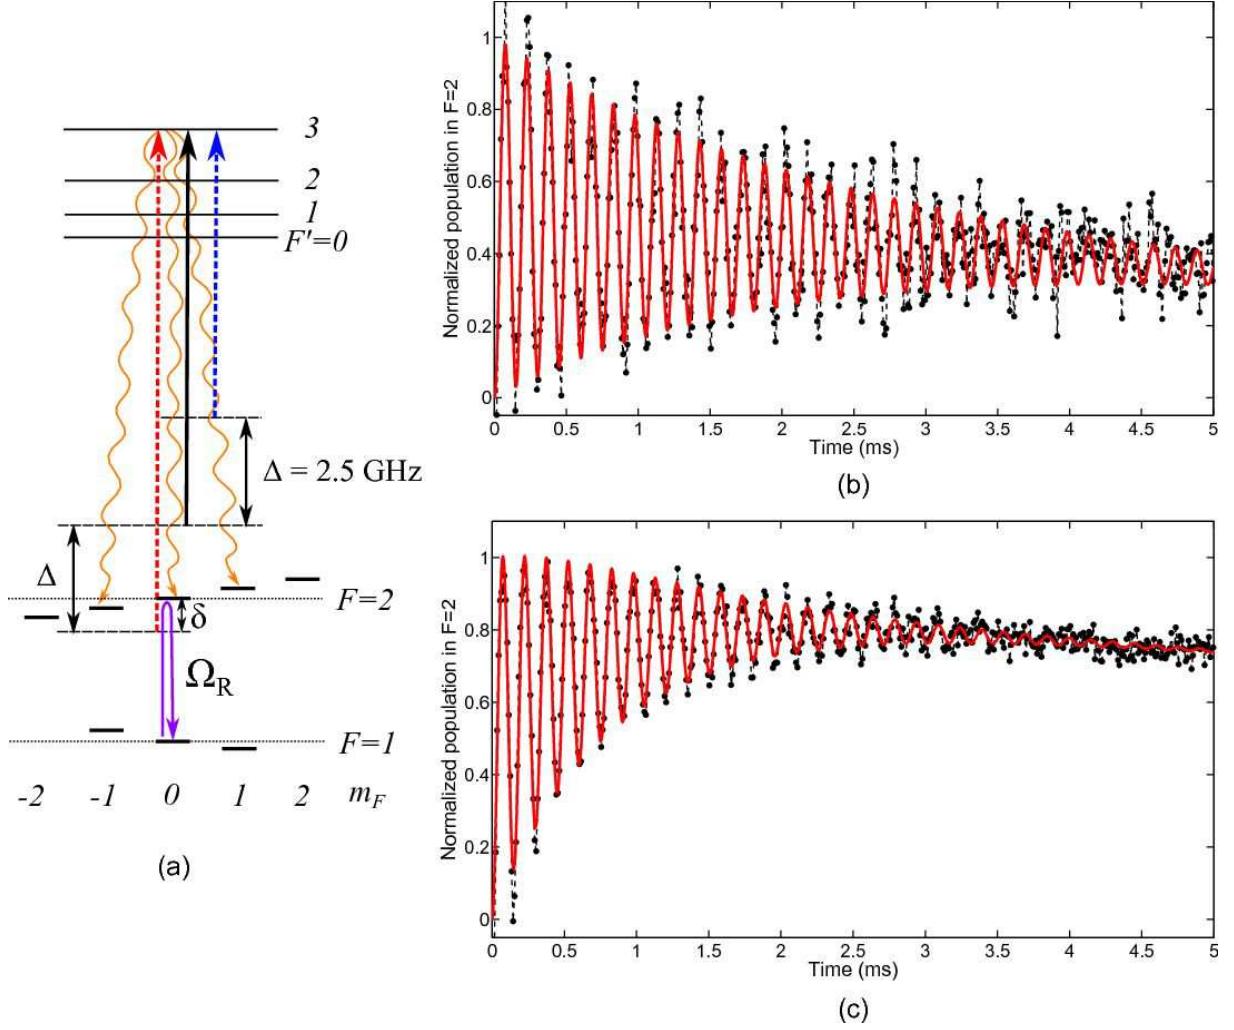 3
2
1
F'=0
Δ = 2.5 GHz
Δ
δ
F=2
Ω_R
F=1
-2 -1 0 1 2 m_F
(a)
Normalized population in F=2
1
0.8
0.6
0.4
0.2
0
0 0.5 1 1.5 2 2.5 3 3.5 4 4.5 5
Time (ms)
(b)
Normalized population in F=2
1
0.8
0.6
0.4
0.2
0
0 0.5 1 1.5 2 2.5 3 3.5 4 4.5 5
Time (ms)
(c)